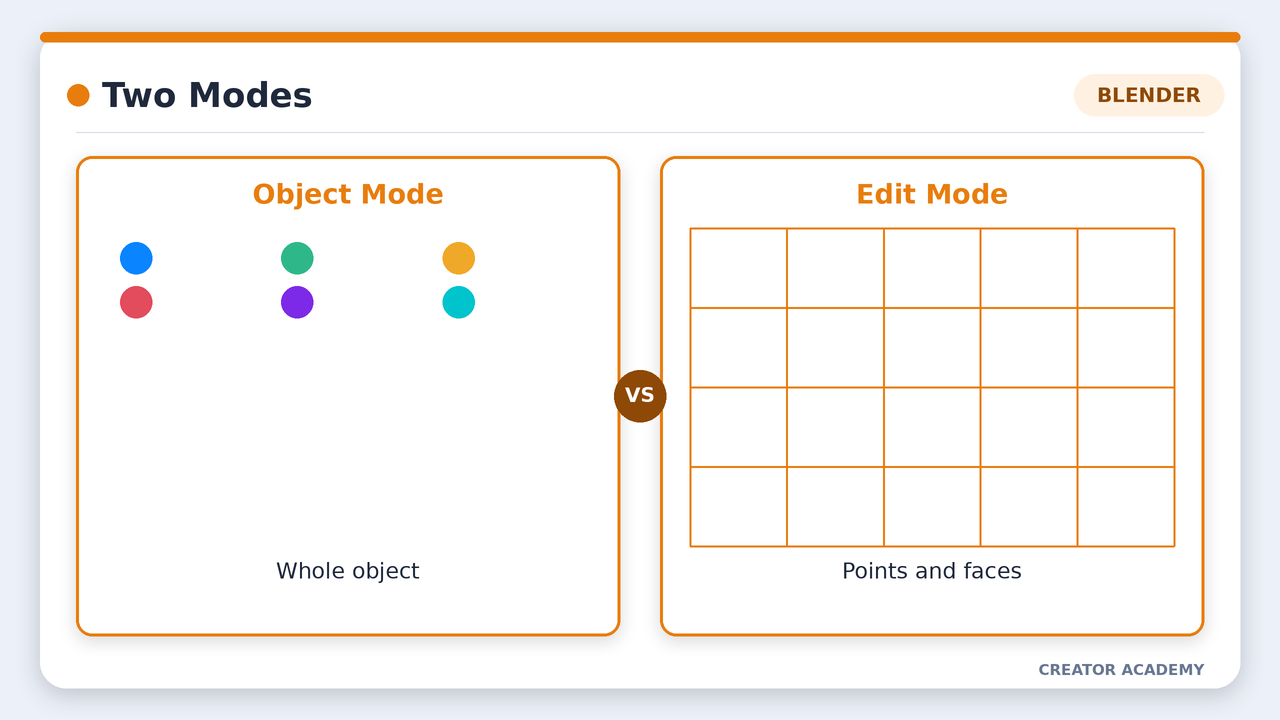 Two Modes
BLENDER
Object Mode
Edit Mode
VS
Whole object
Points and faces
CREATOR ACADEMY